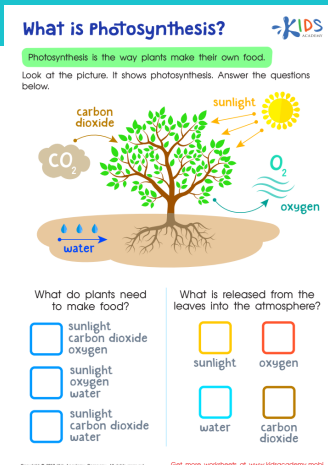 What is Photosynthesis?
KIDS
ACADEMY
Photosynthesis is the way plants make their own food.
Look at the picture. It shows photosynthesis. Answer the questions
below.
carbon
dioxide
sunlight
CO2
O2
oxygen
water
What do plants need
to make food?
sunlight
carbon dioxide
oxygen
sunlight
oxygen
water
sunlight
carbon dioxide
water
What is released from the
leaves into the atmosphere?
sunlight
oxygen
water
carbon
dioxide
Get more worksheets at www.kidsacademy.mobi